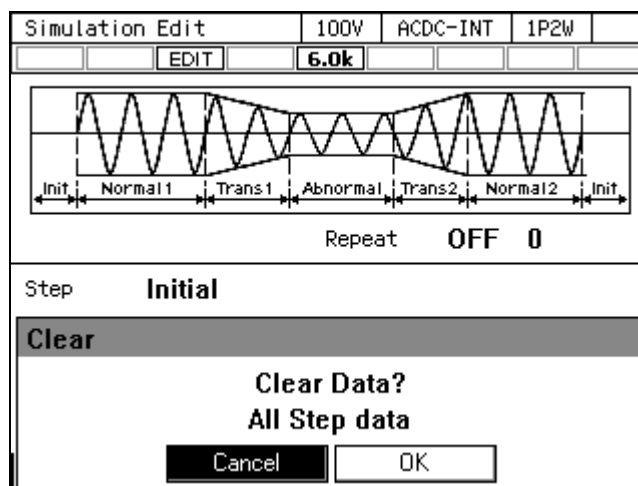 Simulation Edit 100V ACDC-INT 1P2W
EDIT 6.0k
Init Normal1 Trans1 Abnormal Trans2 Normal2 Init
Repeat OFF 0
Step Initial
Clear
Clear Data?
All Step data
Cancel OK